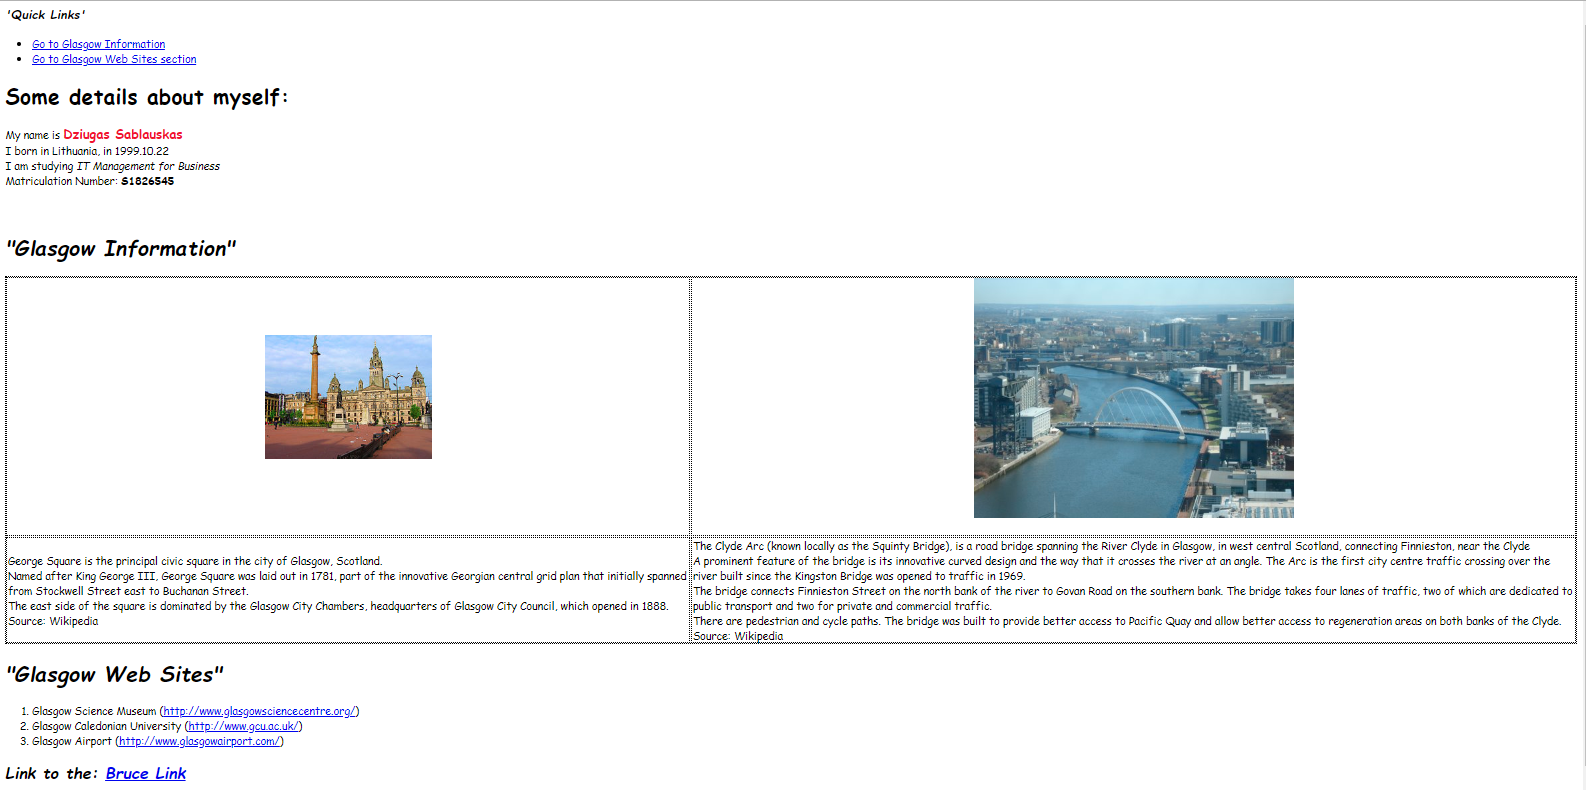 'Quick Links'
Go to Glasgow Information
Go to Glasgow Web Sites section
Some details about myself:
My name is Dziugas Sablauskas
I born in Lithuania, in 1999.10.22
I am studying IT Management for Business
Matriculation Number: S1826545
"Glasgow Information"
George Square is the principal civic square in the city of Glasgow, Scotland.
Named after King George III, George Square was laid out in 1781, part of the innovative Georgian central grid plan that initially spanned
from Stockwell Street east to Buchanan Street.
The east side of the square is dominated by the Glasgow City Chambers, headquarters of Glasgow City Council, which opened in 1888.
Source: Wikipedia
The Clyde Arc (known locally as the Squinty Bridge), is a road bridge spanning the River Clyde in Glasgow, in west central Scotland, connecting Finnieston, near the Clyde
A prominent feature of the bridge is its innovative curved design and the way that it crosses the river at an angle. The Arc is the first city centre traffic crossing over the
river built since the Kingston Bridge was opened to traffic in 1969.
The bridge connects Finnieston Street on the north bank of the river to Govan Road on the southern bank. The bridge takes four lanes of traffic, two of which are dedicated to
public transport and two for private and commercial traffic.
There are pedestrian and cycle paths. The bridge was built to provide better access to Pacific Quay and allow better access to regeneration areas on both banks of the Clyde.
Source: Wikipedia
"Glasgow Web Sites"
1. Glasgow Science Museum (http://www.glasgowsciencecentre.org/)
2. Glasgow Caledonian University (http://www.gcu.ac.uk/)
3. Glasgow Airport (http://www.glasgowairport.com/)
Link to the: Bruce Link